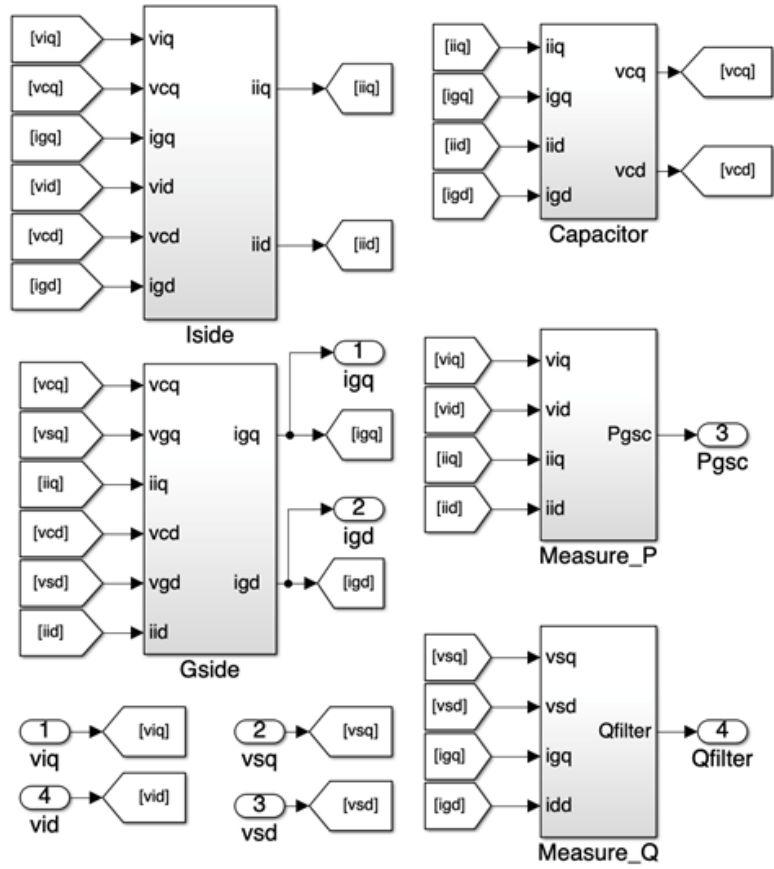 [viq] viq
[vcq] vcq
[igq] igq
[vid] vid
[vcd] vcd
[igd] igd
iiq [iiq]
iid [iid]
Iside
[iiq] iiq
[igq] igq
[iid] iid
[igd] igd
vcq [vcq]
vcd [vcd]
Capacitor
[vcq] vcq
[vsq] vgq
[iiq] iiq
[vcd] vcd
[vsd] vgd
[iid] iid
igq [igq]
1
igq
igd [igd]
2
igd
Gside
[viq] viq
[vid] vid
[iiq] iiq
[iid] iid
Pgsc 3
Pgsc
Measure_P
1 [viq]
viq
4 [vid]
vid
2 [vsq]
vsq
3 [vsd]
vsd
[vsq] vsq
[vsd] vsd
[igq] igq
[igd] idd
Qfilter 4
Qfilter
Measure_Q